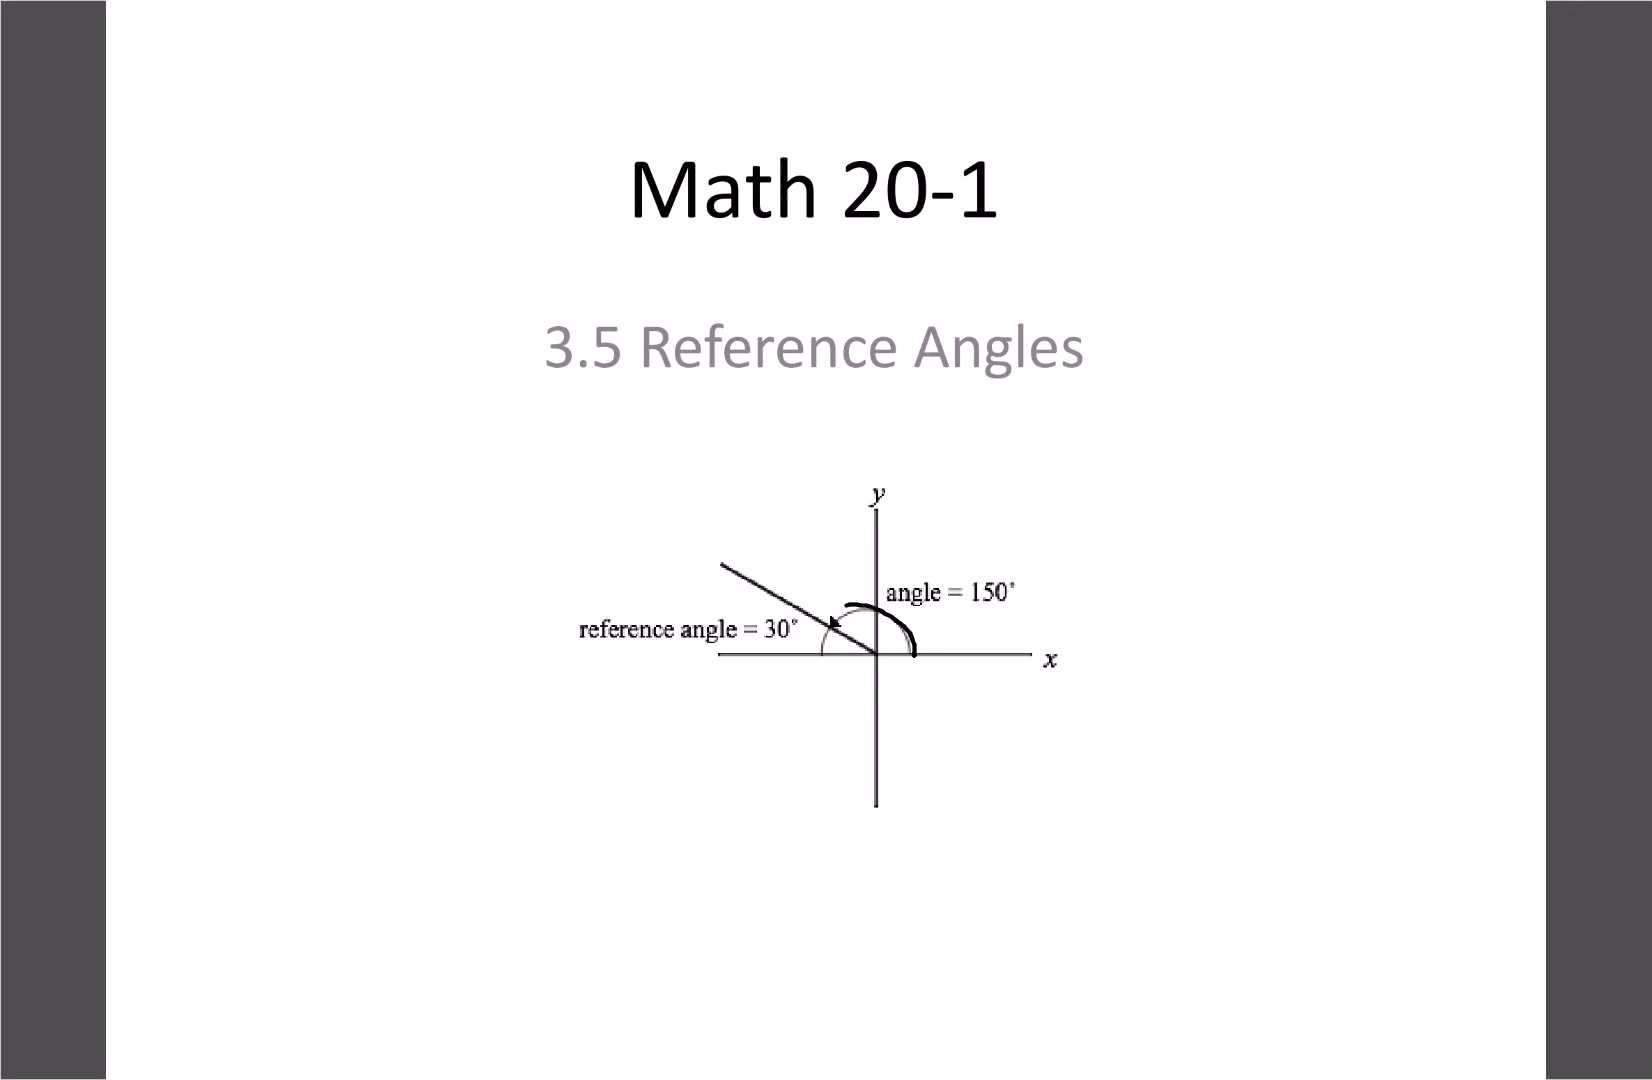 Math 20-1
3.5 Reference Angles
y
angle = 150°
reference angle = 30°
x